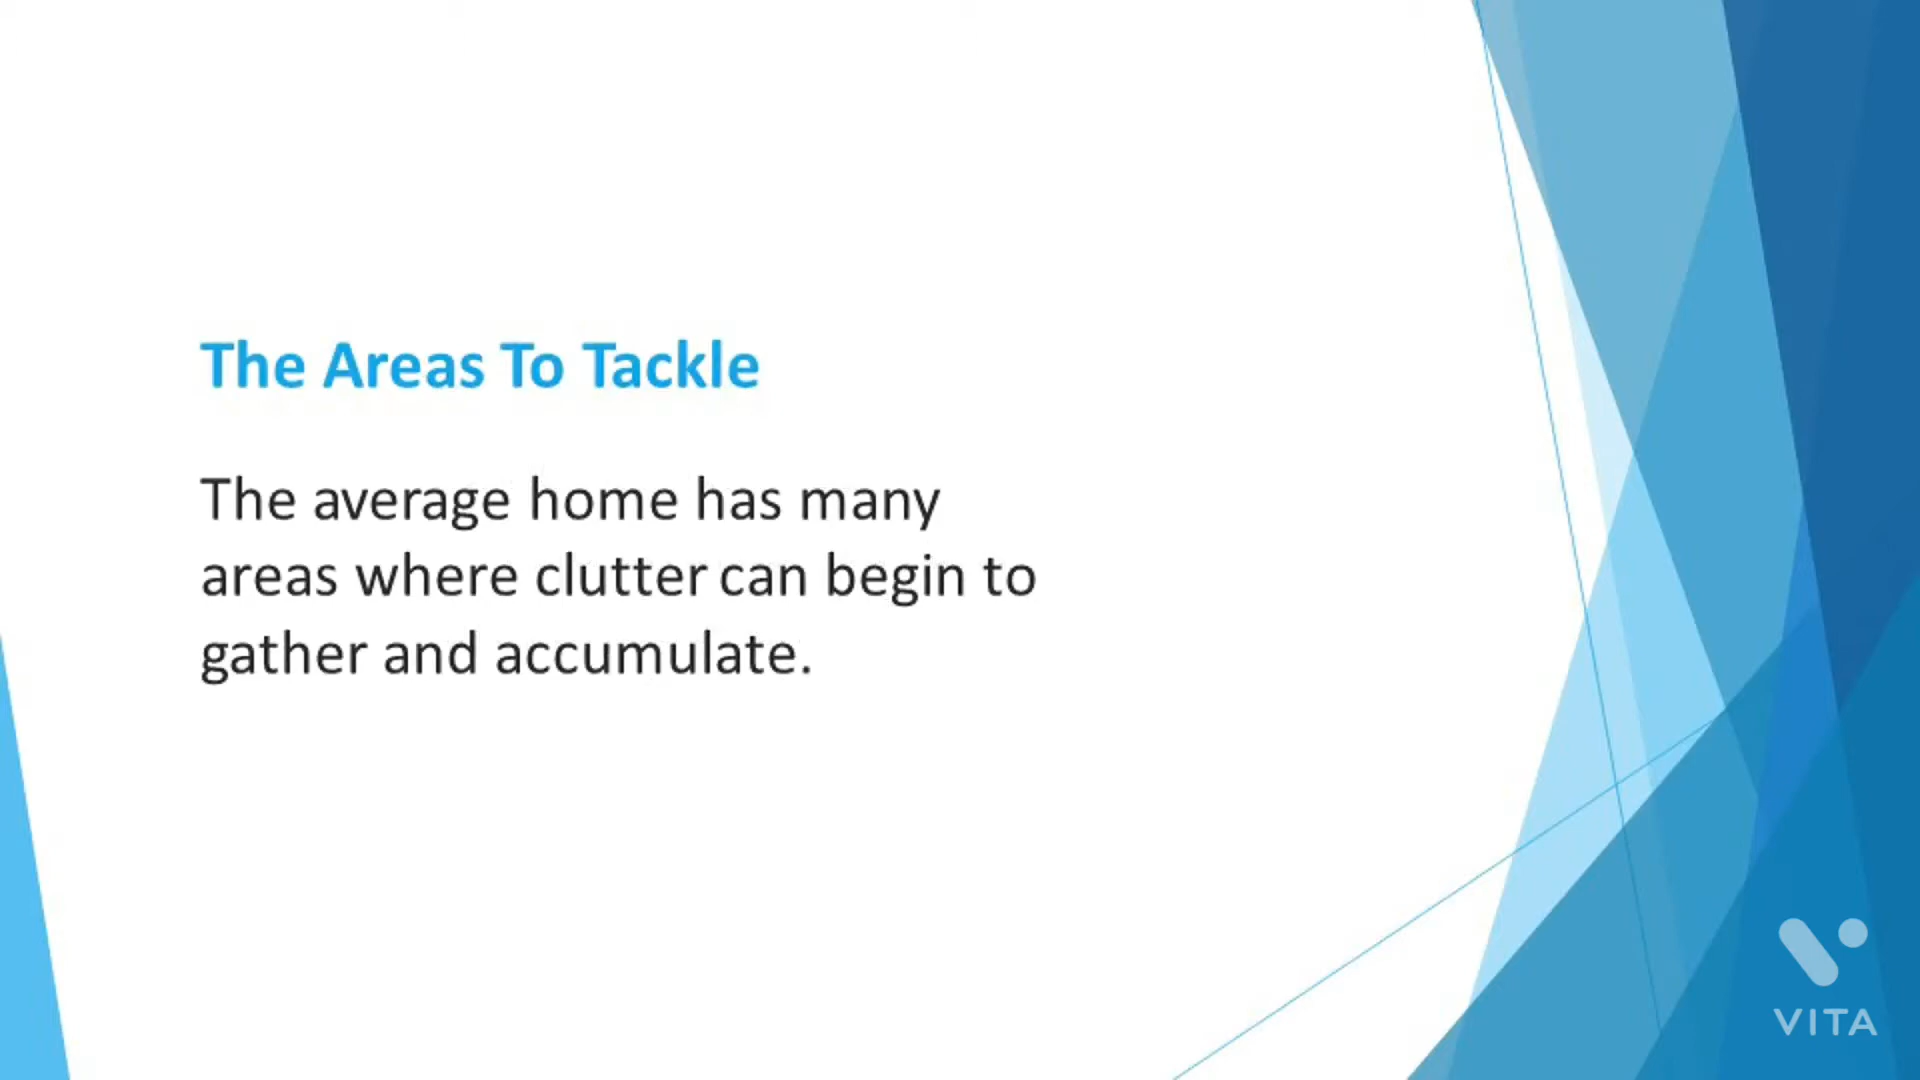 The Areas To Tackle
The average home has many
areas where clutter can begin to
gather and accumulate.
VITA